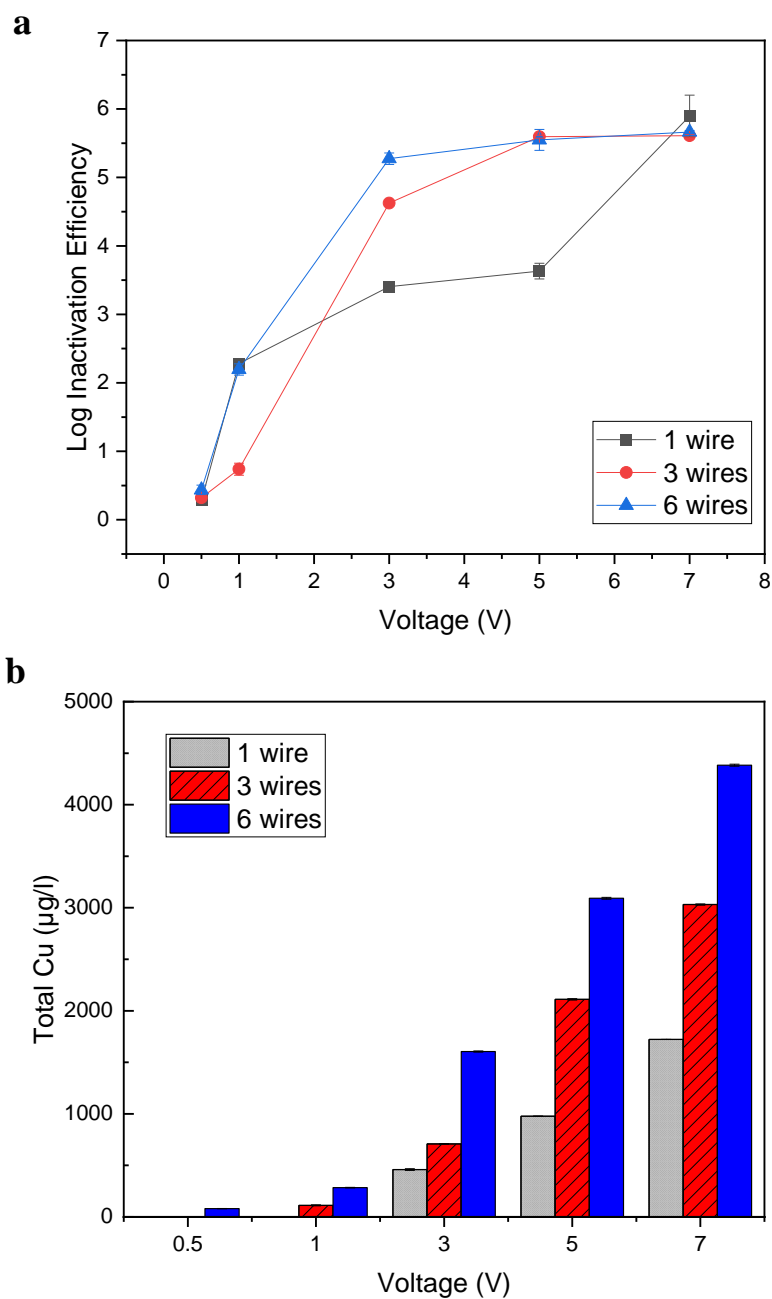 a
7
6
5
4
3
2
1
0
Log Inactivation Efficiency
1 wire
3 wires
6 wires
0 1 2 3 4 5 6 7 8
Voltage (V)
b
5000
4000
3000
2000
1000
0
Total Cu (µg/l)
1 wire
3 wires
6 wires
0.5 1 3 5 7
Voltage (V)